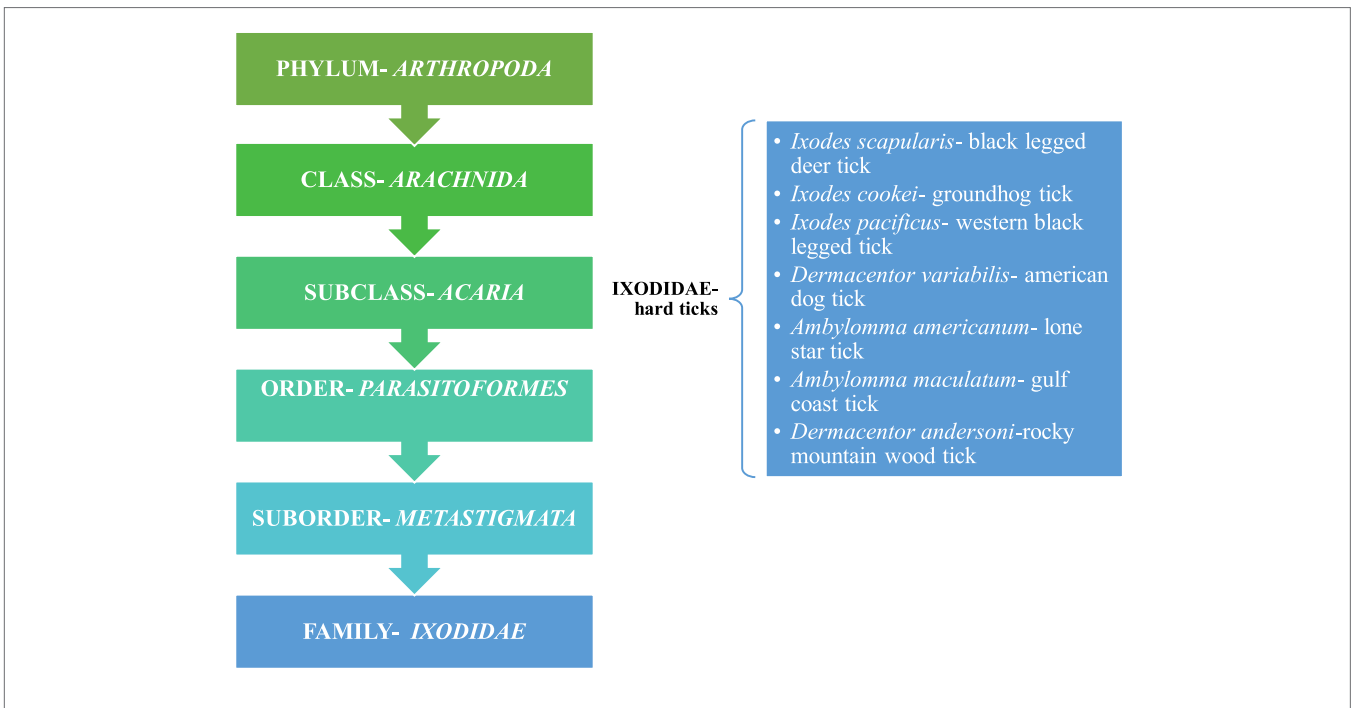 PHYLUM- ARTHROPODA
CLASS- ARACHNIDA
SUBCLASS- ACARIA
ORDER- PARASITOFORMES
SUBORDER- METASTIGMATA
FAMILY- IXODIDAE
IXODIDAE-
hard ticks
• Ixodes scapularis- black legged
deer tick
• Ixodes cookei- groundhog tick
• Ixodes pacificus- western black
legged tick
• Dermacentor variabilis- american
dog tick
• Ambylomma americanum- lone
star tick
• Ambylomma maculatum- gulf
coast tick
• Dermacentor andersoni-rocky
mountain wood tick